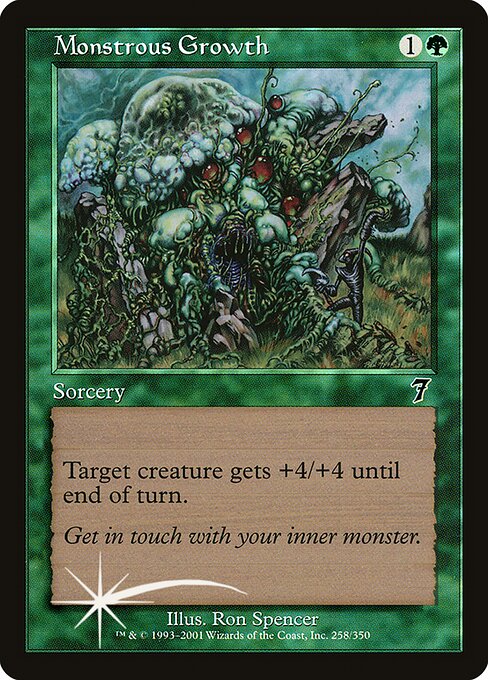 Monstrous Growth 1
Sorcery 7
Target creature gets +4/+4 until
end of turn.
Get in touch with your inner monster.
Illus. Ron Spencer
™ & © 1993–2001 Wizards of the Coast, Inc. 258/350